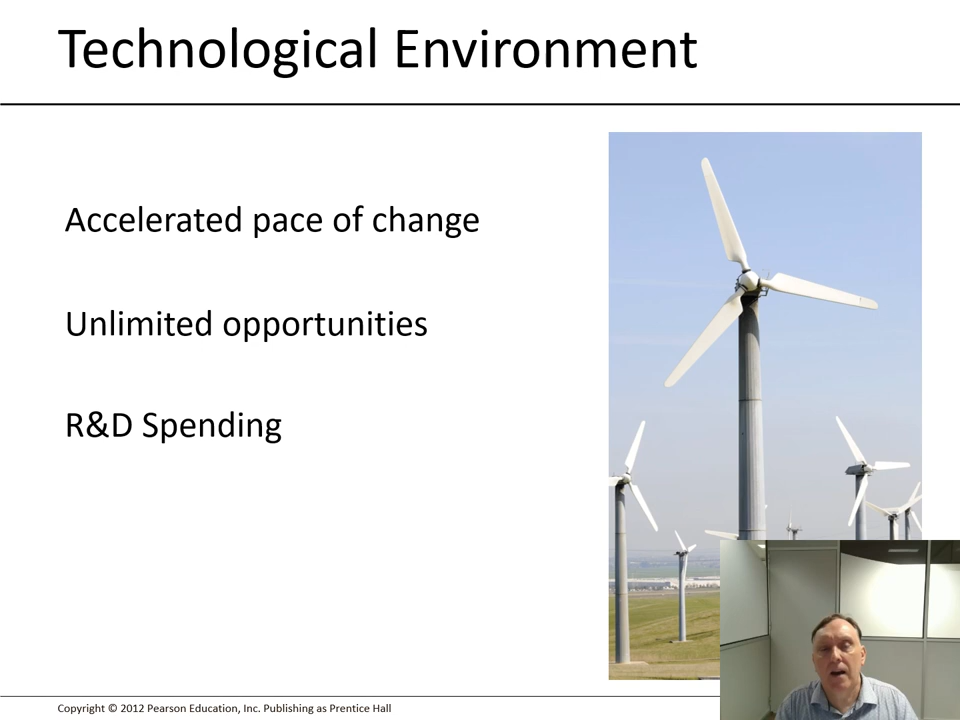 Technological Environment
Accelerated pace of change
Unlimited opportunities
R&D Spending
Copyright © 2012 Pearson Education, Inc. Publishing as Prentice Hall